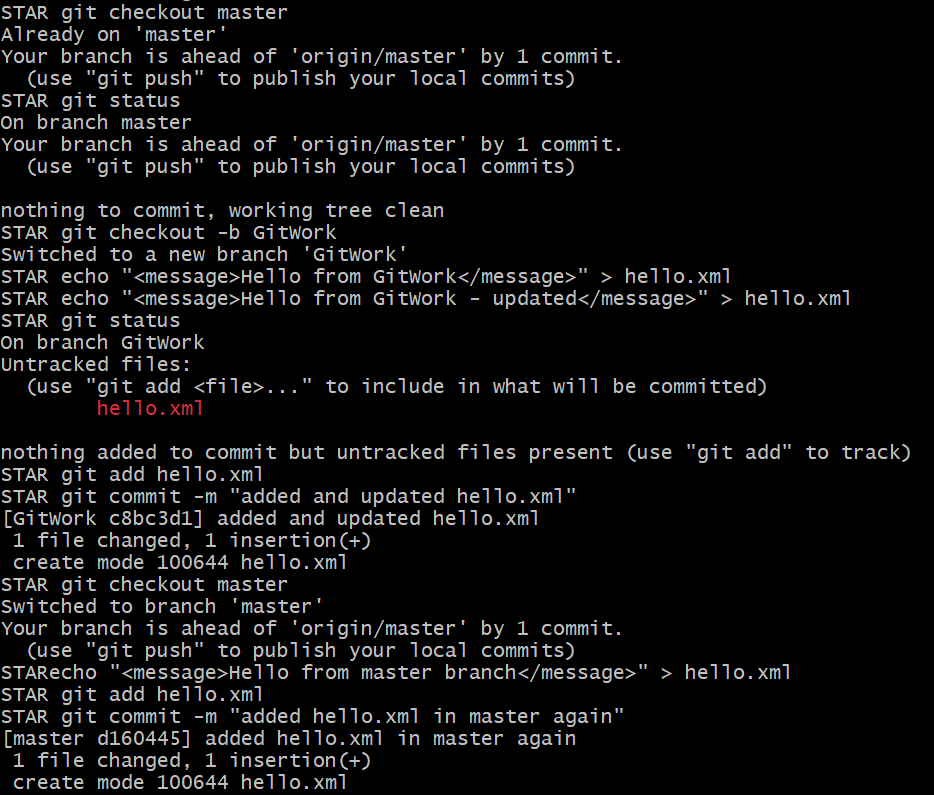 STAR git checkout master
Already on 'master'
Your branch is ahead of 'origin/master' by 1 commit.
  (use "git push" to publish your local commits)
STAR git status
On branch master
Your branch is ahead of 'origin/master' by 1 commit.
  (use "git push" to publish your local commits)

nothing to commit, working tree clean
STAR git checkout -b GitWork
Switched to a new branch 'GitWork'
STAR echo "<message>Hello from GitWork</message>" > hello.xml
STAR echo "<message>Hello from GitWork - updated</message>" > hello.xml
STAR git status
On branch GitWork
Untracked files:
  (use "git add <file>..." to include in what will be committed)
        hello.xml

nothing added to commit but untracked files present (use "git add" to track)
STAR git add hello.xml
STAR git commit -m "added and updated hello.xml"
[GitWork c8bc3d1] added and updated hello.xml
 1 file changed, 1 insertion(+)
 create mode 100644 hello.xml
STAR git checkout master
Switched to branch 'master'
Your branch is ahead of 'origin/master' by 1 commit.
  (use "git push" to publish your local commits)
STARecho "<message>Hello from master branch</message>" > hello.xml
STAR git add hello.xml
STAR git commit -m "added hello.xml in master again"
[master d160445] added hello.xml in master again
 1 file changed, 1 insertion(+)
 create mode 100644 hello.xml